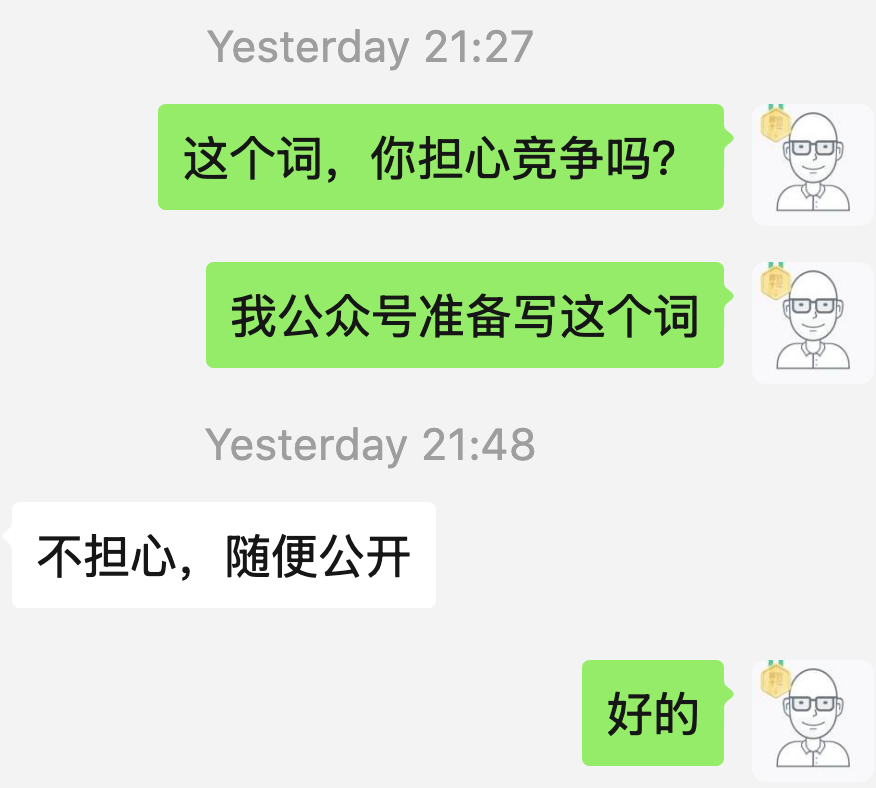 Yesterday 21:27
这个词，你担心竞争吗？
我公众号准备写这个词
Yesterday 21:48
不担心，随便公开
好的